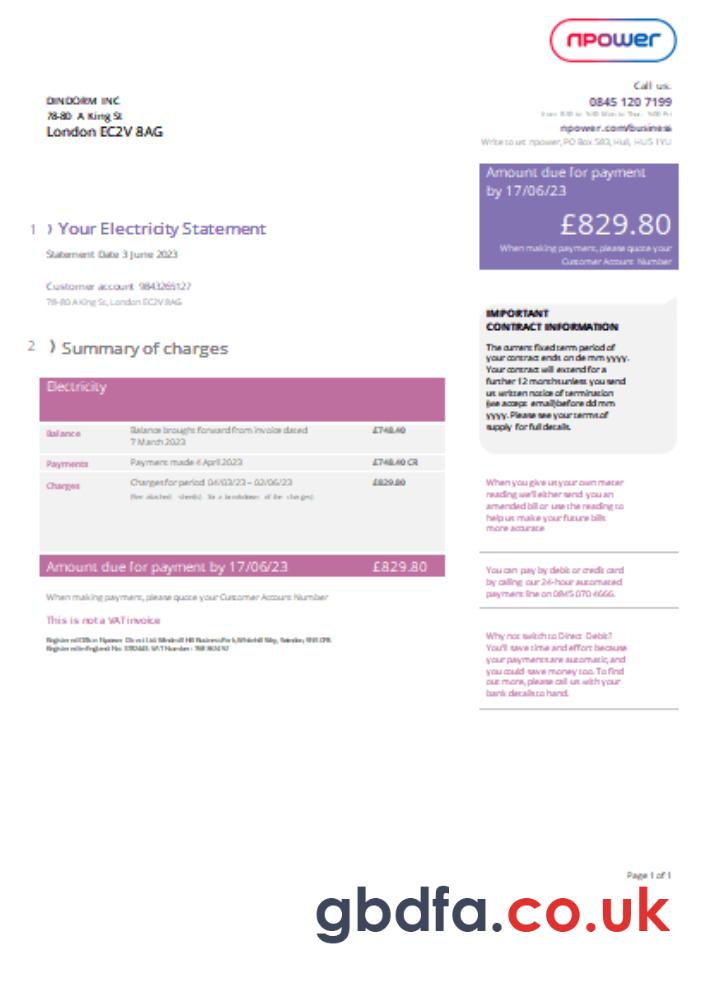 npower
Call us:
0845 120 7199
npower.com/business
Write to us: npower, PO Box 583, Hull, HU5 1YU
DINDORM INC
78-80 A King St
London EC2V 8AG
Amount due for payment
by 17/06/23
£829.80
When making payment, please quote your
Customer Account Number
1 ) Your Electricity Statement
Statement Date 3 June 2023
Customer account 9843265127
78-80 A King St, London EC2V 8AG
IMPORTANT
CONTRACT INFORMATION
The current fixed term period of
your contract ends on de mm yyyy.
Your contract will extend for a
further 12 months unless you send
us written notice of termination
(we accept email) before dd mm
yyyy. Please see your terms of
supply for full details.
2 ) Summary of charges
Electricity
Balance Balance brought forward from invoice dated £748.40
7 March 2023
Payments Payment made 4 April 2023 £748.40 CR
Charges Charges for period 04/03/23 – 02/06/23 £829.80
(See attached sheet(s) for a breakdown of the charges).
Amount due for payment by 17/06/23 £829.80
When making payment, please quote your Customer Account Number
This is not a VAT invoice
When you give us your own meter
reading we'll either send you an
amended bill or use the reading to
help us make your future bills
more accurate
You can pay by debit or credit card
by calling our 24-hour automated
payment line on 0845 070 4666.
Why not switch to Direct Debit?
You'll save time and effort because
your payments are automatic, and
you could save money too. To find
out more, please call us with your
bank details to hand.
Page 1 of 1
gbdfa.co.uk